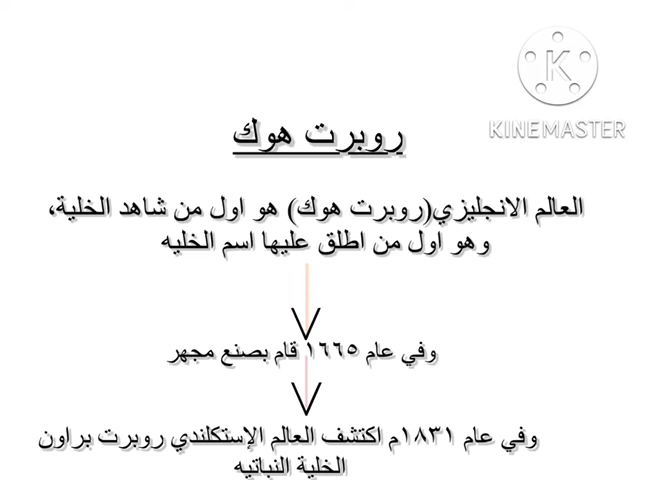 KINEMASTER
روبرت هوك
العالم الانجليزي(روبرت هوك) هو اول من شاهد الخلية،
وهو اول من اطلق عليها اسم الخليه
وفي عام ١٦٦٥ قام بصنع مجهر
وفي عام ١٨٣١م اكتشف العالم الإستكلندي روبرت براون
الخلية النباتيه